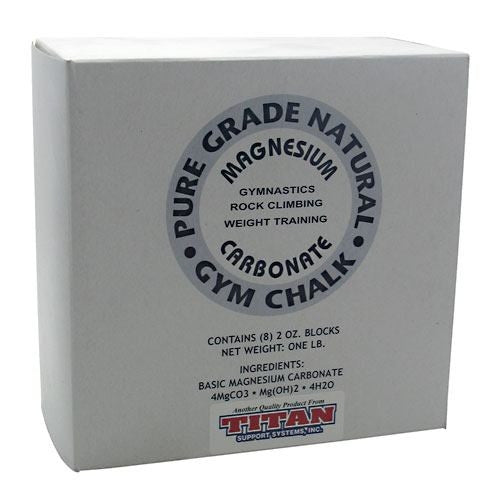 • PURE GRADE NATURAL •
MAGNESIUM
GYMNASTICS
ROCK CLIMBING
WEIGHT TRAINING
CARBONATE
GYM CHALK
CONTAINS (8) 2 OZ. BLOCKS
NET WEIGHT: ONE LB.
INGREDIENTS:
BASIC MAGNESIUM CARBONATE
4MgCO3 • Mg(OH)2 • 4H2O
Another Quality Product From
TITAN
SUPPORT SYSTEMS, INC.